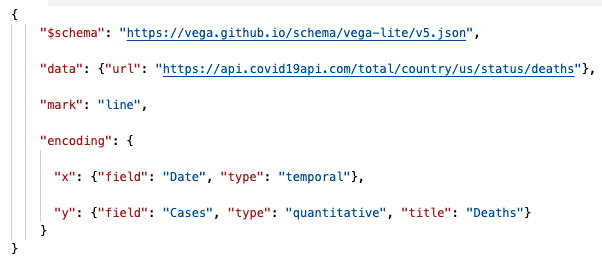 {
"$schema": "https://vega.github.io/schema/vega-lite/v5.json",
"data": {"url": "https://api.covid19api.com/total/country/us/status/deaths"},
"mark": "line",
"encoding": {
"x": {"field": "Date", "type": "temporal"},
"y": {"field": "Cases", "type": "quantitative", "title": "Deaths"}
}
}